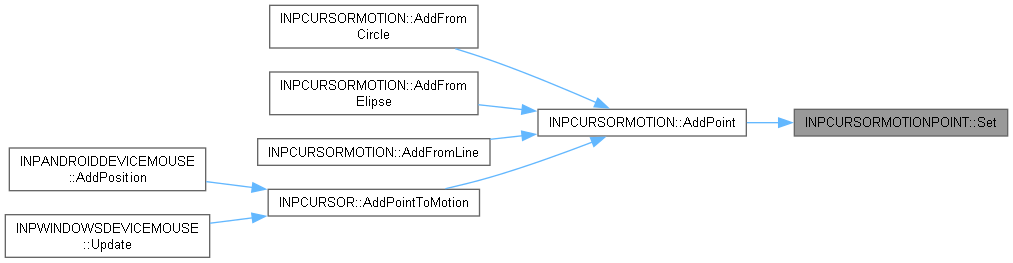 INPCURSORMOTION::AddFrom
Circle
INPCURSORMOTION::AddFrom
Elipse
INPCURSORMOTION::AddPoint
INPCURSORMOTIONPOINT::Set
INPCURSORMOTION::AddFromLine
INPANDROIDDEVICEMOUSE
::AddPosition
INPCURSOR::AddPointToMotion
INPWINDOWSDEVICEMOUSE
::Update